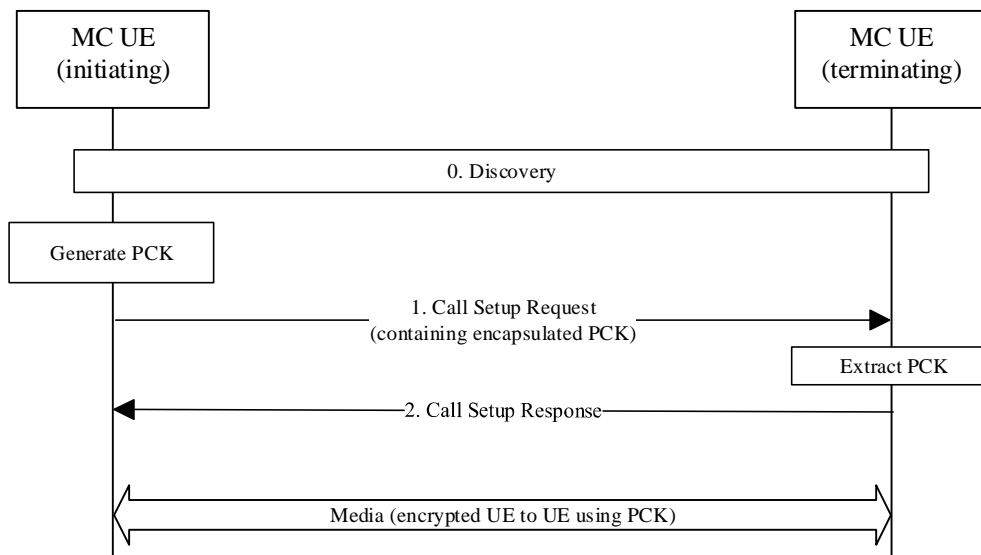 MC UE
(initiating)
MC UE
(terminating)
0. Discovery
Generate PCK
1. Call Setup Request
(containing encapsulated PCK)
Extract PCK
2. Call Setup Response
Media (encrypted UE to UE using PCK)